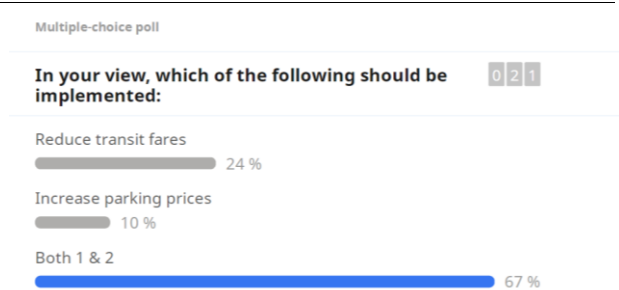 Multiple-choice poll
In your view, which of the following should be
implemented:
0 2 1
Reduce transit fares
24 %
Increase parking prices
10 %
Both 1 & 2
67 %